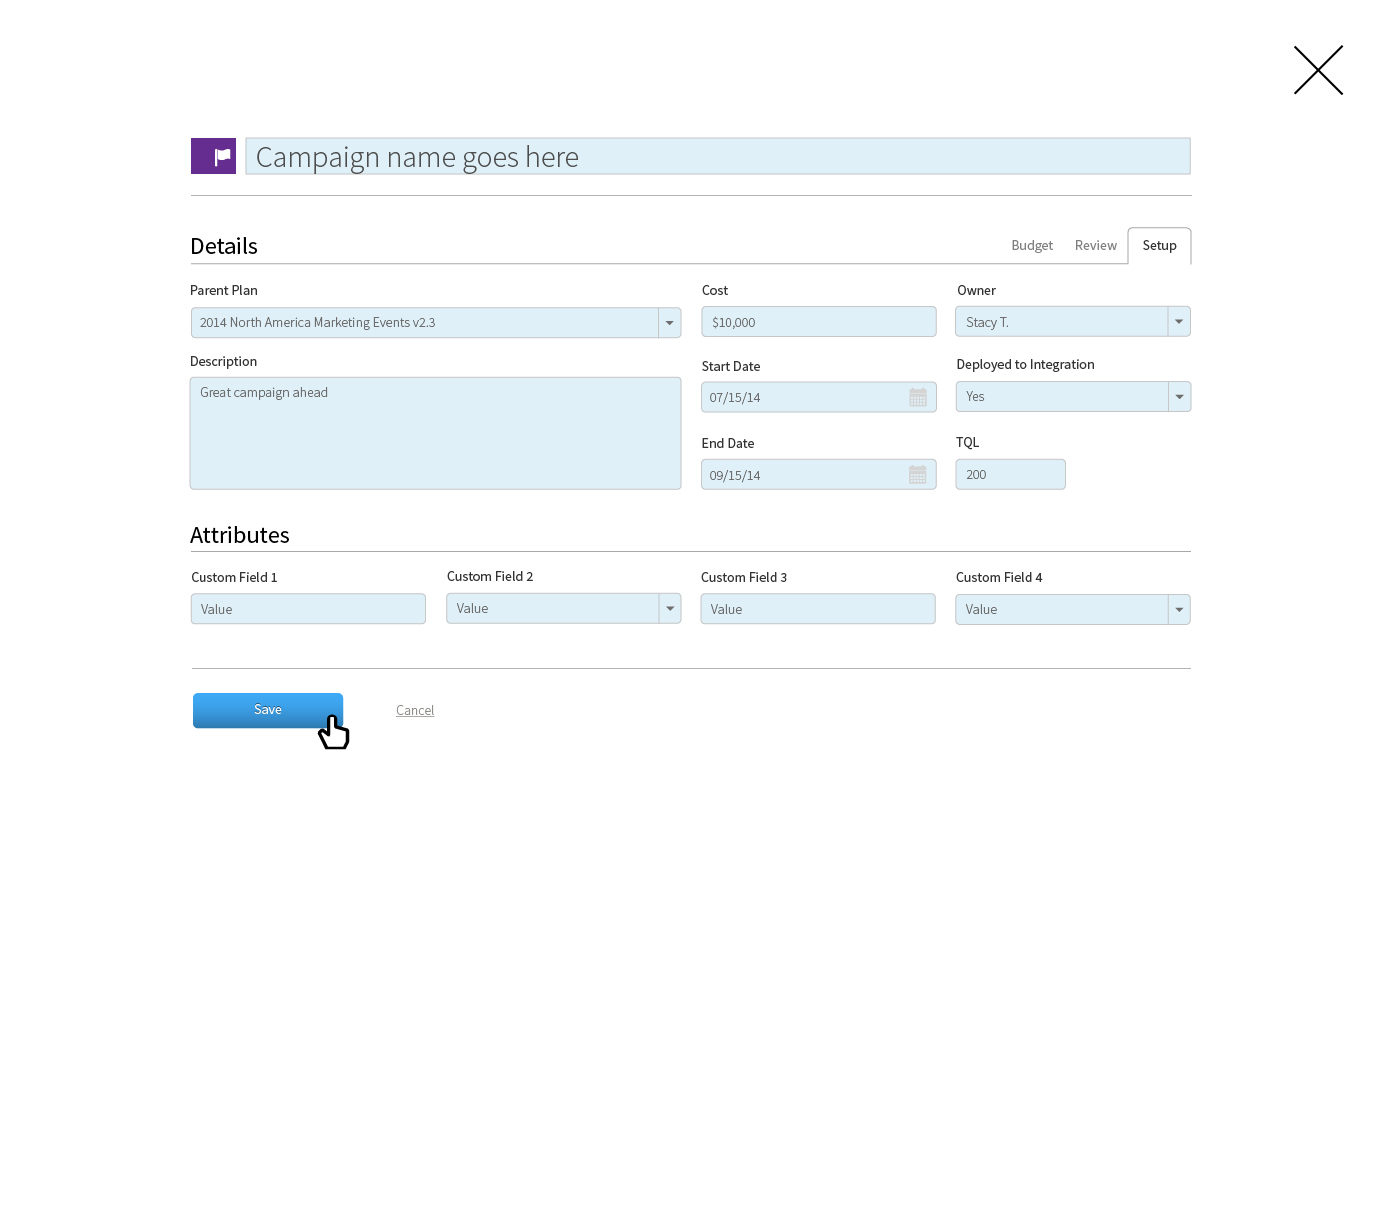 Campaign name goes here
Details
Budget
Review
Setup
Parent Plan
Cost
Owner
2014 North America Marketing Events v2.3
$10,000
Stacy T.
Description
Start Date
Deployed to Integration
Great campaign ahead
07/15/14
Yes
End Date
TQL
09/15/14
200
Attributes
Custom Field 1
Custom Field 2
Custom Field 3
Custom Field 4
Value
Value
Value
Value
Save
Cancel